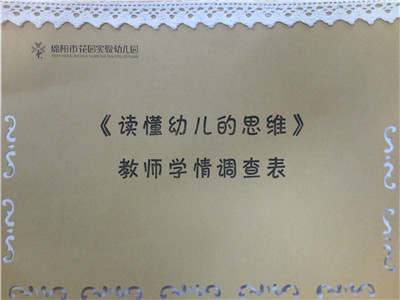 绵阳市花园实验幼儿园
《读懂幼儿的思维》
教师学情调查表